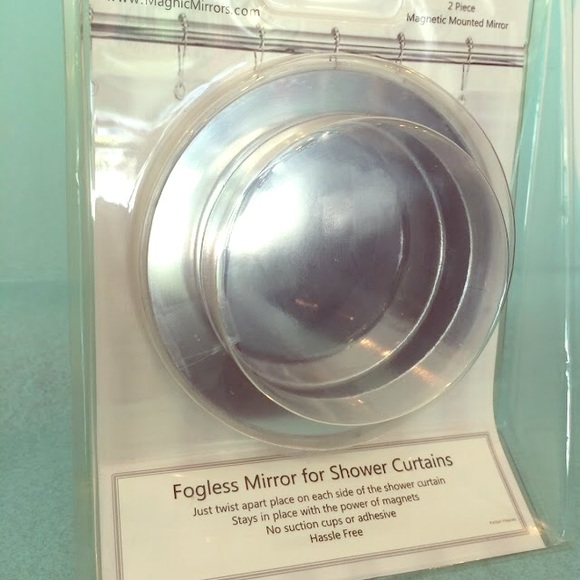 MagnicMirrors.com
2 Piece
Magnetic Mounted Mirror
Fogless Mirror for Shower Curtains
Just twist apart place on each side of the shower curtain
Stays in place with the power of magnets
No suction cups or adhesive
Hassle Free